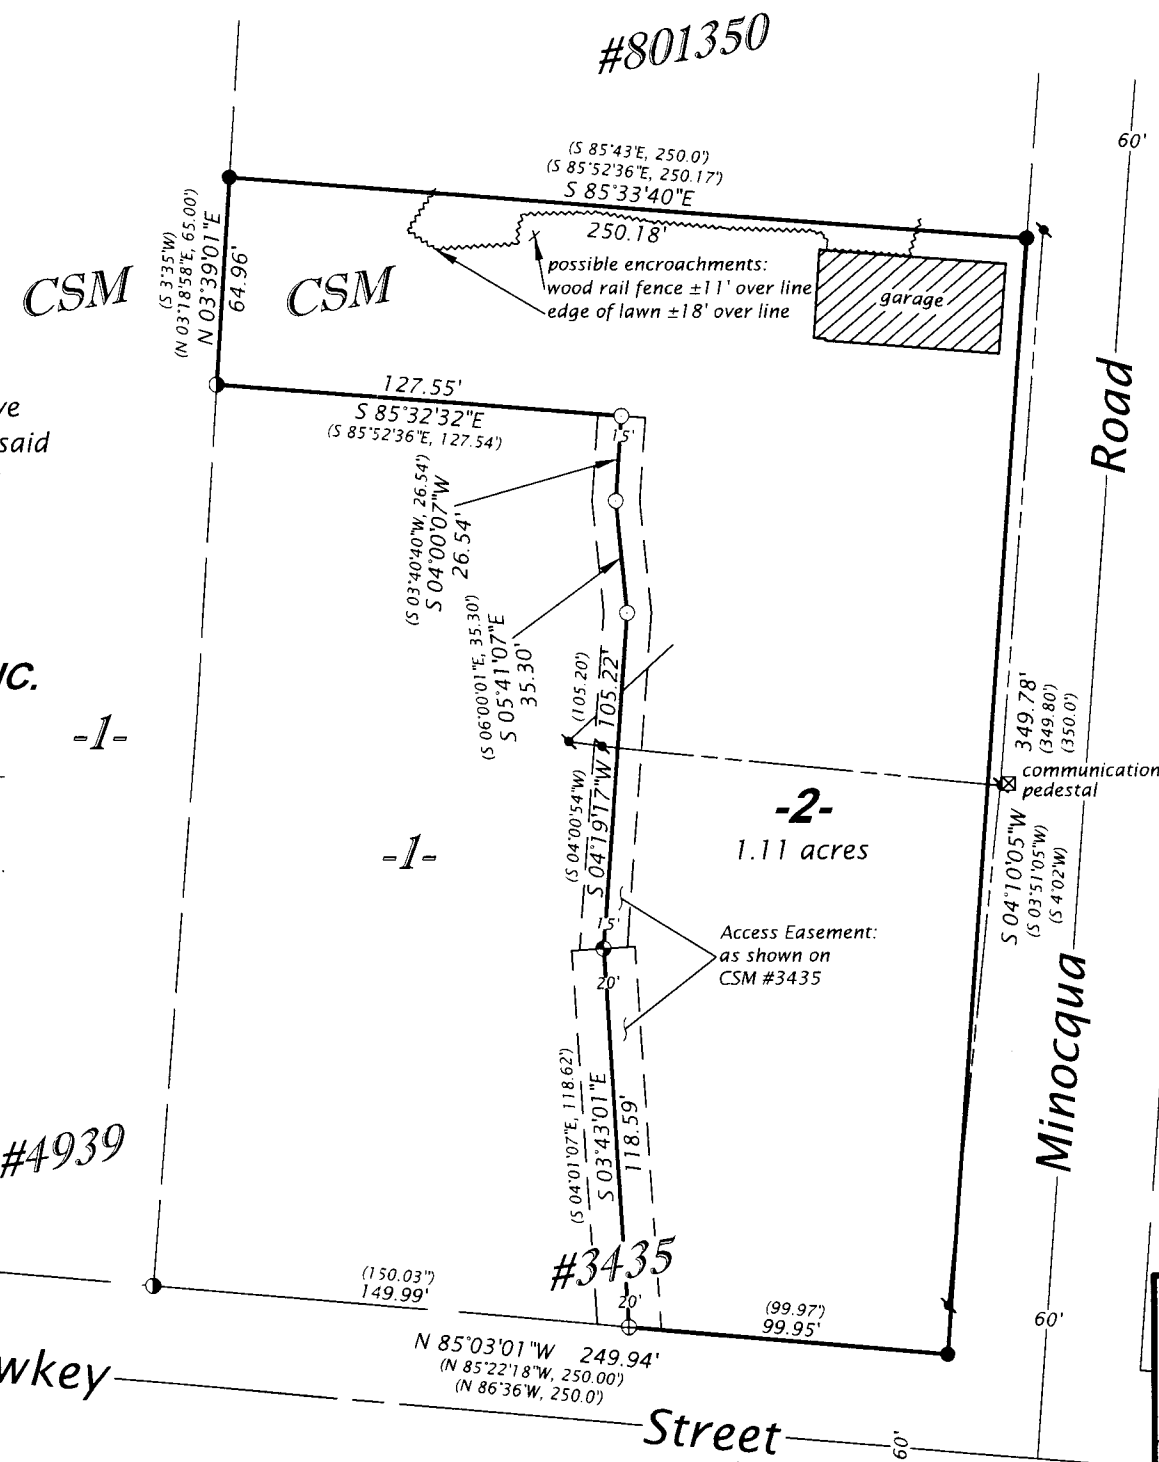 #801350
60'
(S 85°43'E, 250.0')
(S 85°52'36"E, 250.17')
S 85°33'40"E
250.18'
(S 3°35'W)
(N 03°18'58"E, 65.00')
N 03°39'01"E
64.96'
CSM
CSM
possible encroachments:
wood rail fence ±11' over line
edge of lawn ±18' over line
garage
Road
127.55'
S 85°32'32"E
(S 85°52'36"E, 127.54')
ve
said
15'
(S 03°40'40"W, 26.54')
S 04°00'07"W
26.54'
(S 06°00'01"E, 35.30')
S 05°41'07"E
35.30'
(105.20')
105.22'
(S 04°00'54"W)
S 04°19'17"W
NC.
-1-
-1-
-2-
1.11 acres
349.78'
(349.80')
(350.0')
communication
pedestal
S 04°10'05"W
(S 03°51'05"W)
(S 4°02'W)
15'
20'
Access Easement:
as shown on
CSM #3435
Minocqua
(S 04°01'07"E, 118.62')
S 03°43'01"E
118.59'
#4939
#3435
(150.03")
149.99'
20'
(99.97')
99.95'
60'
N 85°03'01"W 249.94'
(N 85°22'18"W, 250.00')
(N 86°36'W, 250.0')
wkey
Street
60'